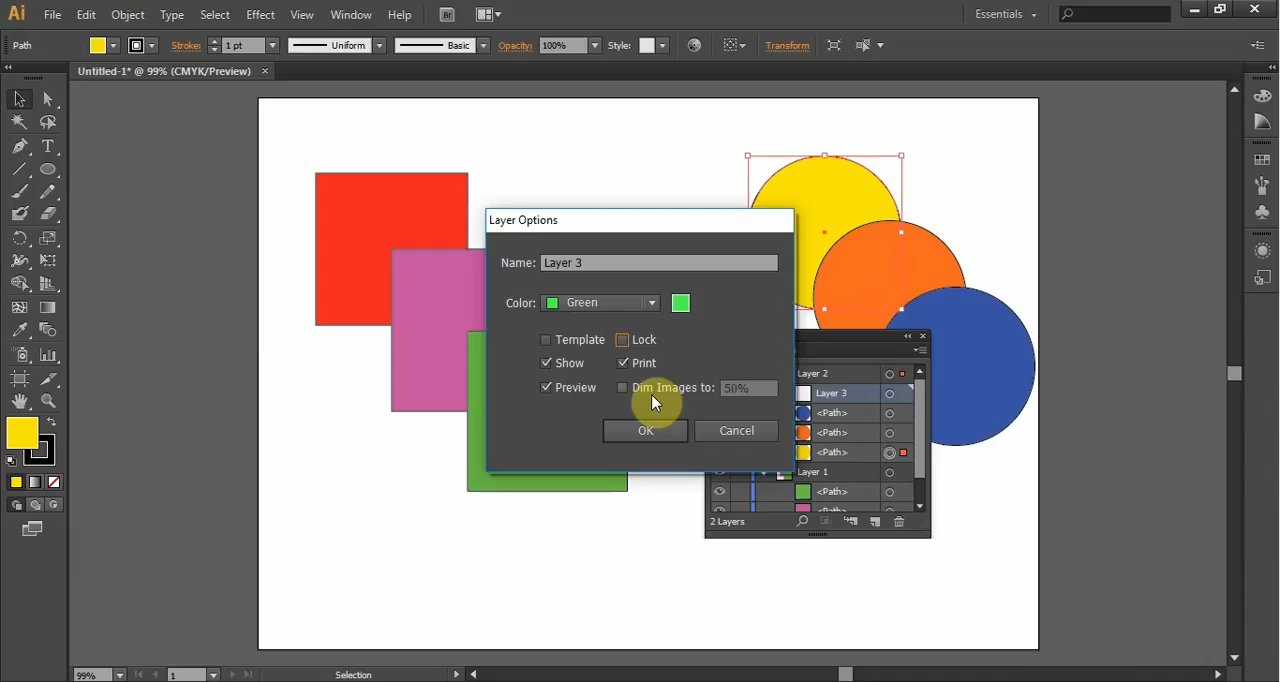 Ai File Edit Object Type Select Effect View Window Help Br Essentials
Path Stroke: 1 pt Uniform Basic Opacity: 100% Style: Transform
Untitled-1* @ 99% (CMYK/Preview) ×
T
Layer Options
Name: Layer 3
Color: Green
Template Lock
Show Print
Preview Dim Images to: 50%
OK Cancel
Layer 2
Layer 3
<Path>
<Path>
<Path>
Layer 1
<Path>
<Path>
2 Layers
99% 1 Selection